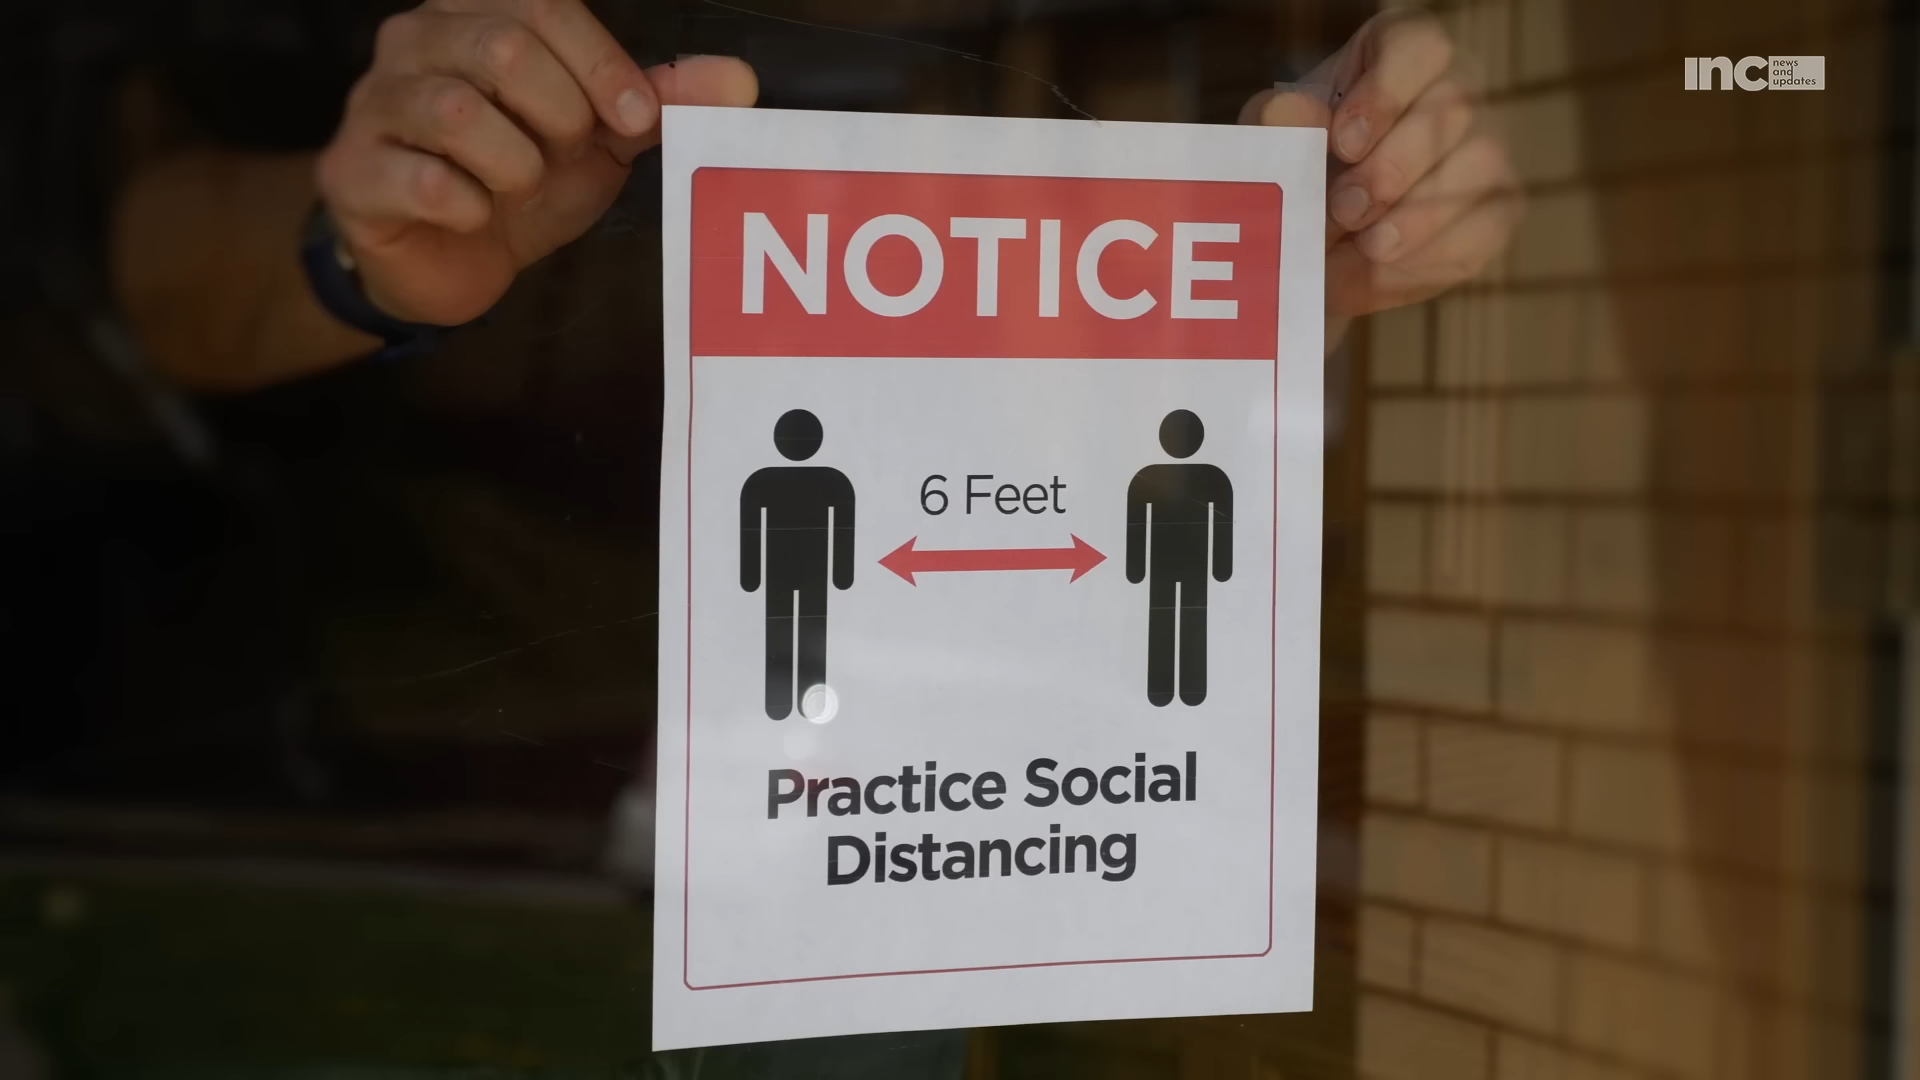 INC news
and
updates
NOTICE
6 Feet
Practice Social
Distancing